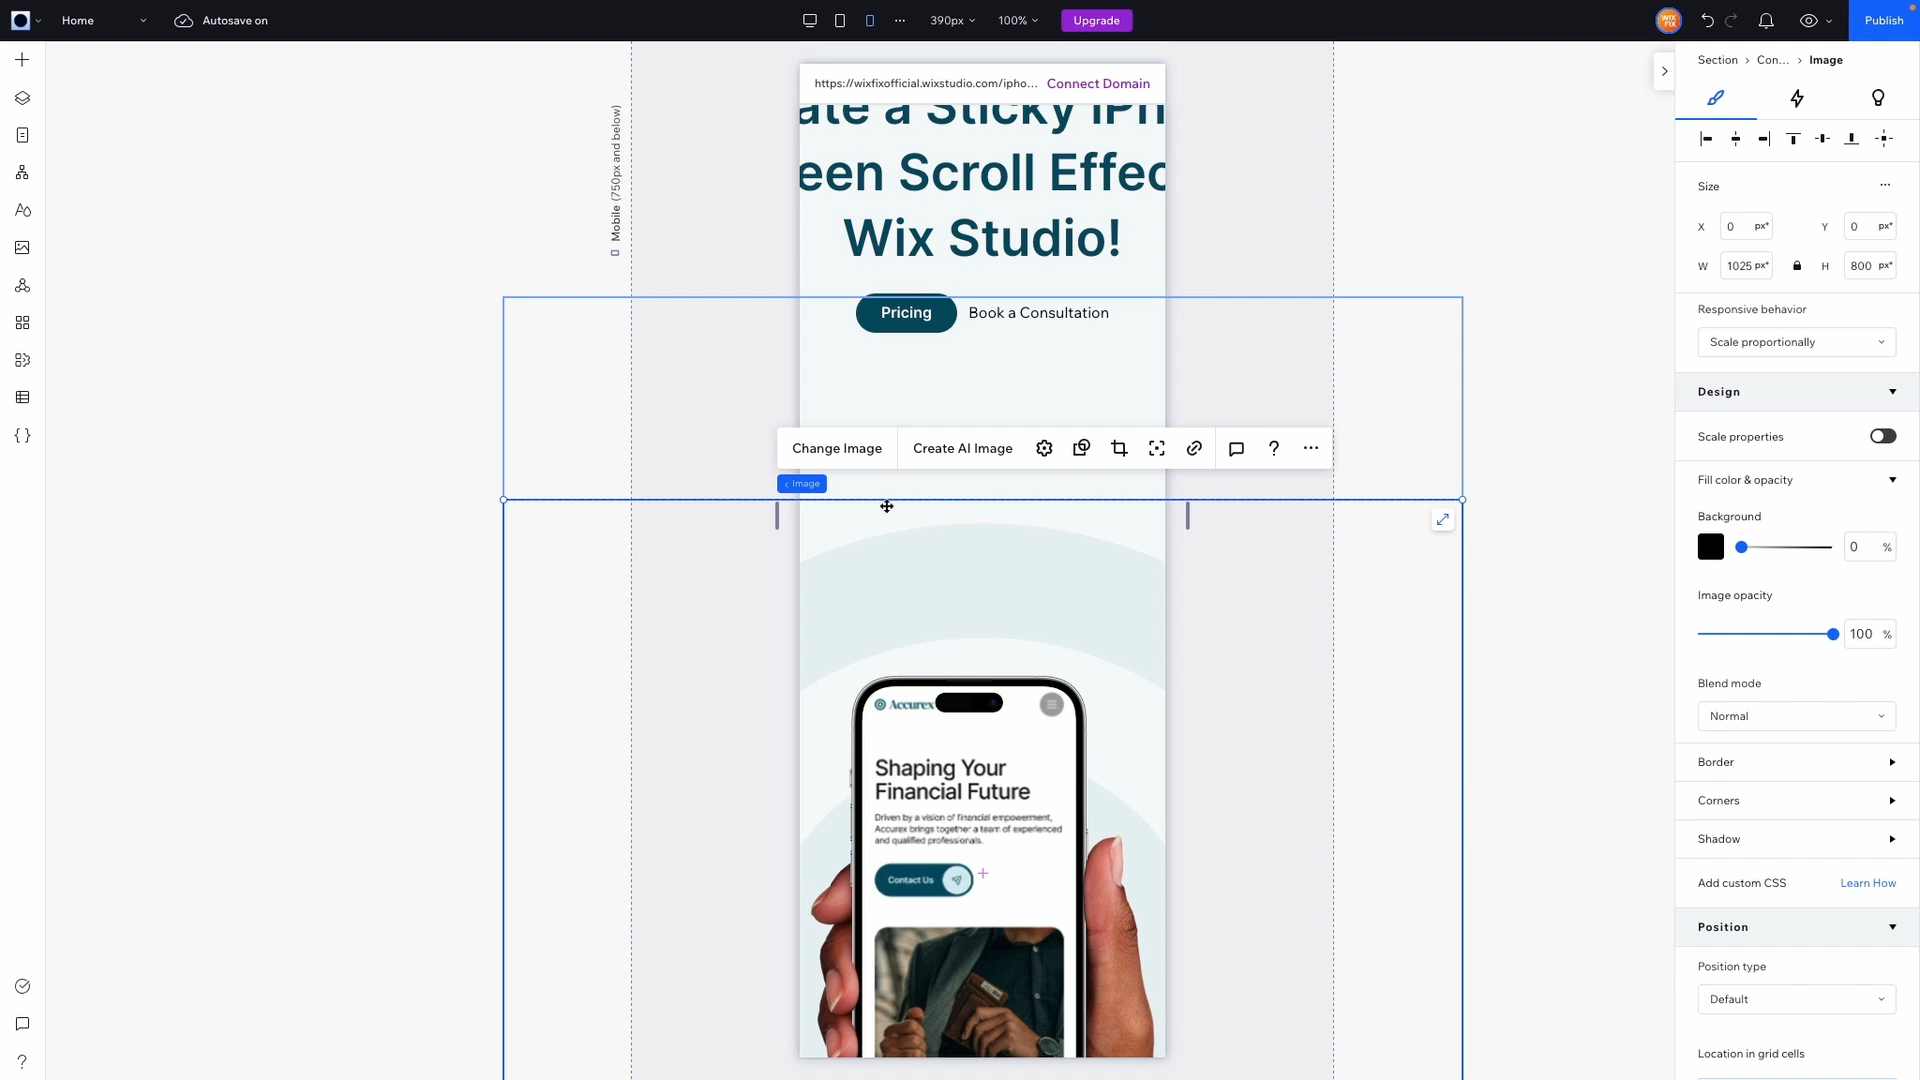 Home
Autosave on
390px
100%
Upgrade
WIX
FIX
Publish
https://wixfixofficial.wixstudio.com/ipho...
Connect Domain
Mobile (750px and below)
ate a Sticky iPh
een Scroll Effec
Wix Studio!
Pricing
Book a Consultation
Change Image
Create AI Image
‹ Image
Accurex
Shaping Your
Financial Future
Driven by a vision of financial empowerment,
Accurex brings together a team of experienced
and qualified professionals.
Contact Us
Section > Con... > Image
Size
X 0 px* Y 0 px*
W 1025 px* H 800 px*
Responsive behavior
Scale proportionally
Design
Scale properties
Fill color & opacity
Background
0 %
Image opacity
100 %
Blend mode
Normal
Border
Corners
Shadow
Add custom CSS Learn How
Position
Position type
Default
Location in grid cells